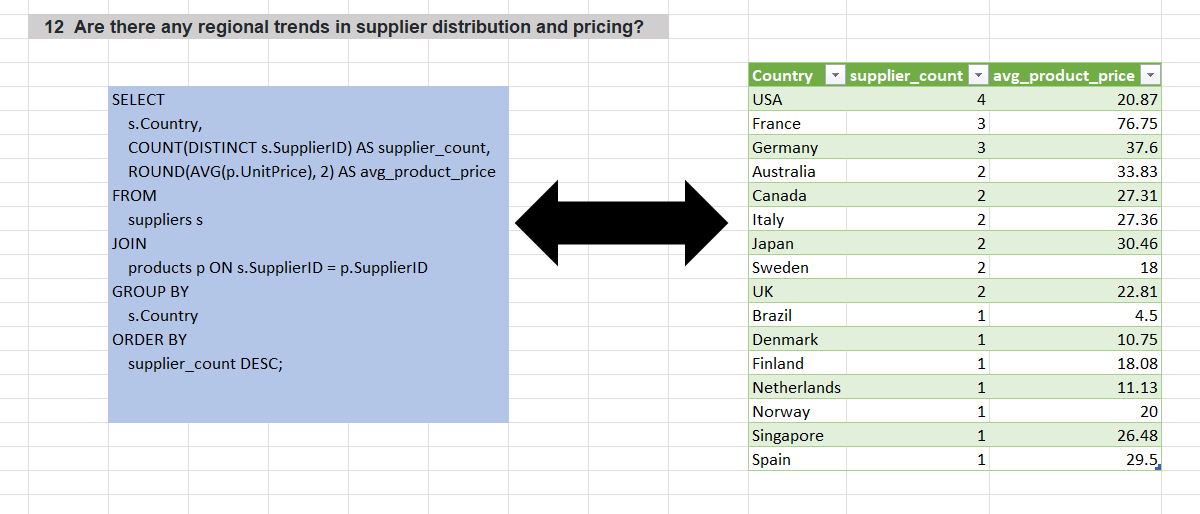 12 Are there any regional trends in supplier distribution and pricing?
SELECT
s.Country,
COUNT(DISTINCT s.SupplierID) AS supplier_count,
ROUND(AVG(p.UnitPrice), 2) AS avg_product_price
FROM
suppliers s
JOIN
products p ON s.SupplierID = p.SupplierID
GROUP BY
s.Country
ORDER BY
supplier_count DESC;
Country supplier_count avg_product_price
USA 4 20.87
France 3 76.75
Germany 3 37.6
Australia 2 33.83
Canada 2 27.31
Italy 2 27.36
Japan 2 30.46
Sweden 2 18
UK 2 22.81
Brazil 1 4.5
Denmark 1 10.75
Finland 1 18.08
Netherlands 1 11.13
Norway 1 20
Singapore 1 26.48
Spain 1 29.5